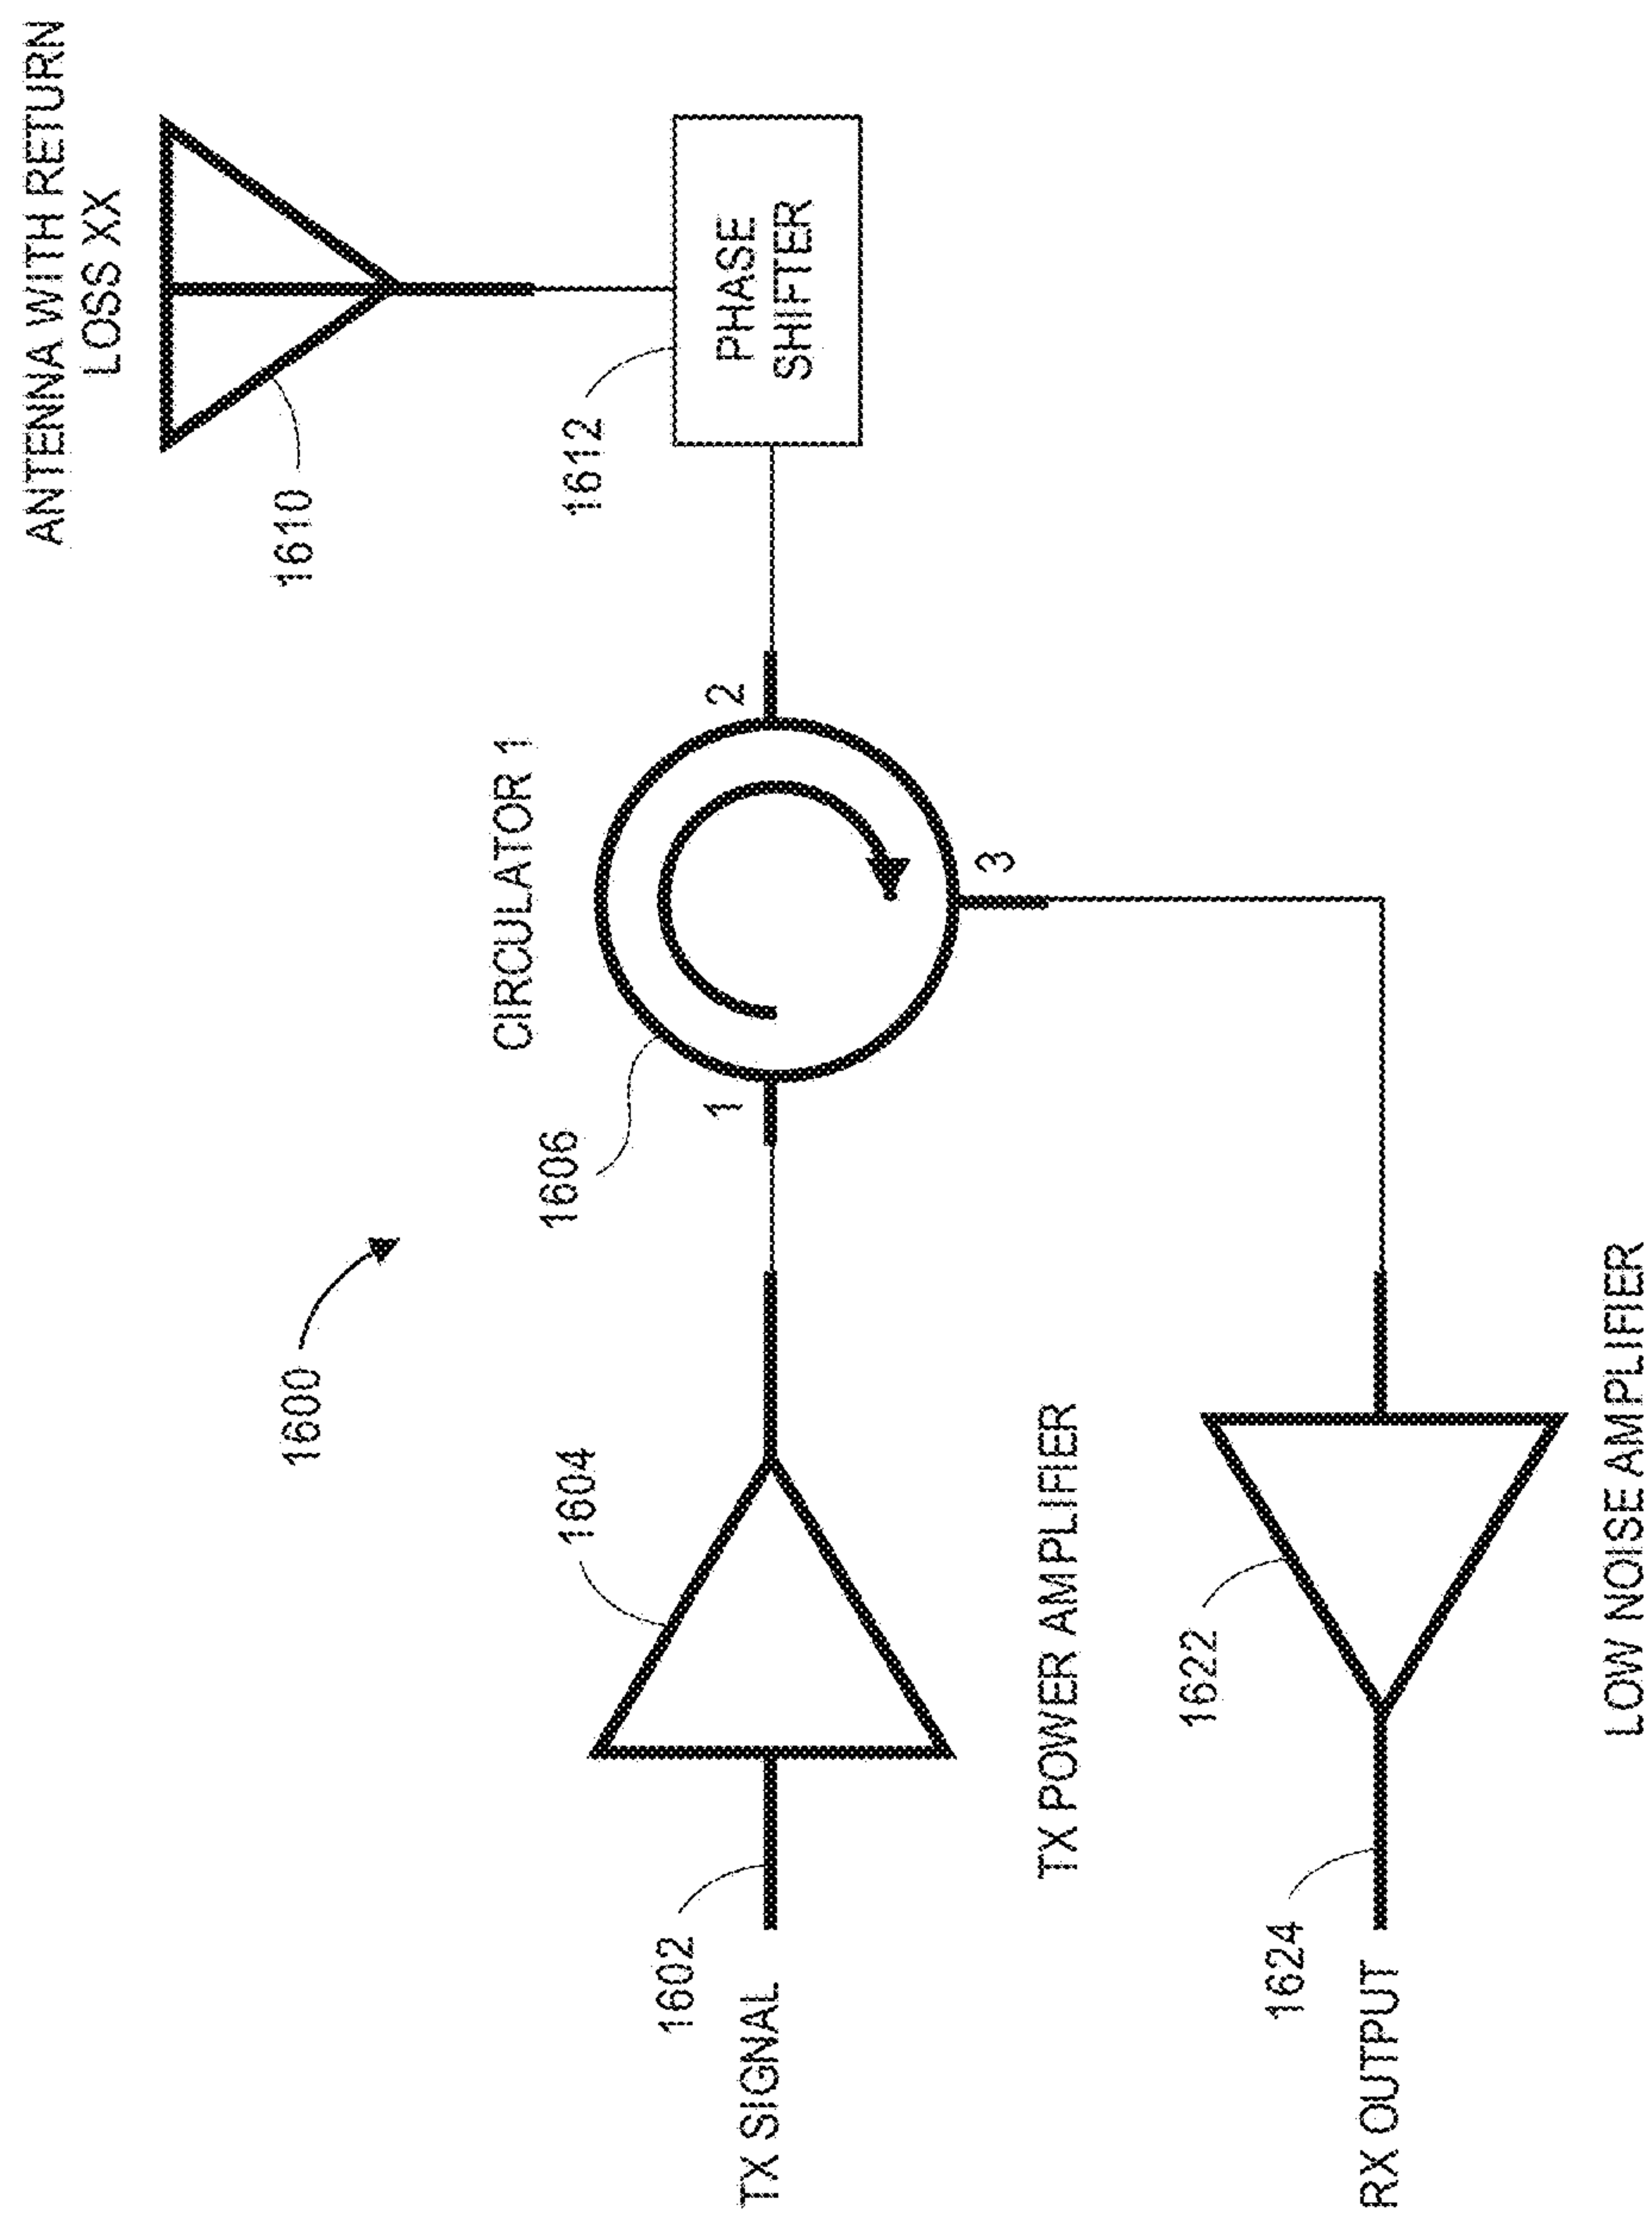 ANTENNA WITH RETURN
LOSS XX
1610
1612
PHASE
SHIFTER
CIRCULATOR 1
1606
1
2
3
1600
1604
TX POWER AMPLIFIER
1602
TX SIGNAL
1622
LOW NOISE AMPLIFIER
1624
RX OUTPUT